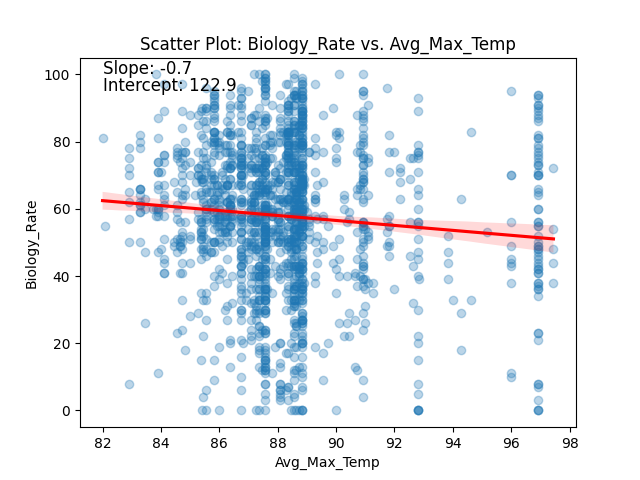 Scatter Plot: Biology_Rate vs. Avg_Max_Temp
Slope: -0.7
Intercept: 122.9
100
80
60
40
20
0
Biology_Rate
82 84 86 88 90 92 94 96 98
Avg_Max_Temp